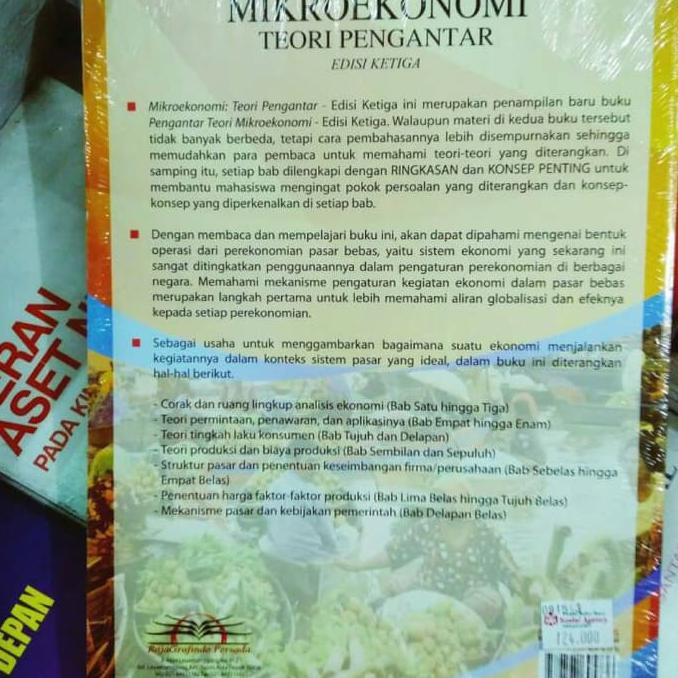 MIKROEKONOMI
TEORI PENGANTAR
EDISI KETIGA
Mikroekonomi: Teori Pengantar - Edisi Ketiga ini merupakan penampilan baru buku
Pengantar Teori Mikroekonomi - Edisi Ketiga. Walaupun materi di kedua buku tersebut
tidak banyak berbeda, tetapi cara pembahasannya lebih disempurnakan sehingga
memudahkan para pembaca untuk memahami teori-teori yang diterangkan. Di
samping itu, setiap bab dilengkapi dengan RINGKASAN dan KONSEP PENTING untuk
membantu mahasiswa mengingat pokok persoalan yang diterangkan dan konsep-
konsep yang diperkenalkan di setiap bab.
Dengan membaca dan mempelajari buku ini, akan dapat dipahami mengenai bentuk
operasi dari perekonomian pasar bebas, yaitu sistem ekonomi yang sekarang ini
sangat ditingkatkan penggunaannya dalam pengaturan perekonomian di berbagai
negara. Memahami mekanisme pengaturan kegiatan ekonomi dalam pasar bebas
merupakan langkah pertama untuk lebih memahami aliran globalisasi dan efeknya
kepada setiap perekonomian.
Sebagai usaha untuk menggambarkan bagaimana suatu ekonomi menjalankan
kegiatannya dalam konteks sistem pasar yang ideal, dalam buku ini diterangkan
hal-hal berikut.
- Corak dan ruang lingkup analisis ekonomi (Bab Satu hingga Tiga)
- Teori permintaan, penawaran, dan aplikasinya (Bab Empat hingga Enam)
- Teori tingkah laku konsumen (Bab Tujuh dan Delapan)
- Teori produksi dan biaya produksi (Bab Sembilan dan Sepuluh)
- Struktur pasar dan penentuan keseimbangan firma/perusahaan (Bab Sebelas hingga
Empat Belas)
- Penentuan harga faktor-faktor produksi (Bab Lima Belas hingga Tujuh Belas)
- Mekanisme pasar dan kebijakan pemerintah (Bab Delapan Belas)
RajaGrafindo Persada
124.000
ERAN
ASET N
PADA
DEPAN